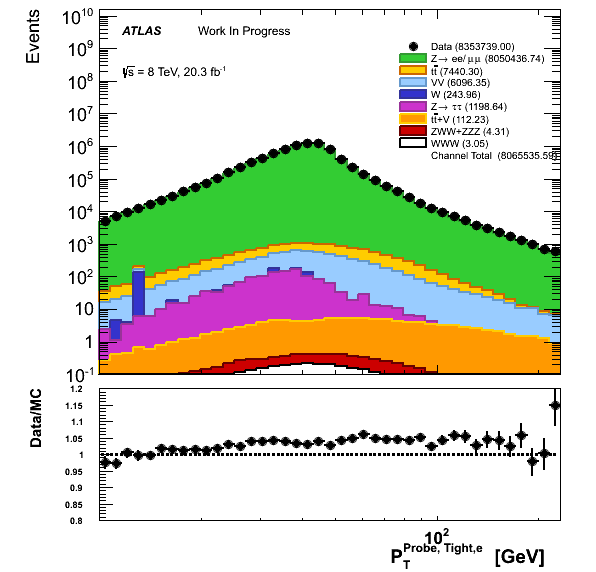 Events
10^10
10^9
10^8
10^7
10^6
10^5
10^4
10^3
10^2
10
1
10^-1
ATLAS Work In Progress
√s = 8 TeV, 20.3 fb^-1
Data (8353739.00)
Z→ ee/μμ (8050436.74)
tt̄ (7440.30)
VV (6096.35)
W (243.96)
Z→ ττ (1198.64)
tt̄+V (112.23)
ZWW+ZZZ (4.31)
WWW (3.05)
Channel Total (8065535.59)
Data/MC
1.2
1.15
1.1
1.05
1
0.95
0.9
0.85
0.8
10^2
P_T^Probe, Tight,e [GeV]